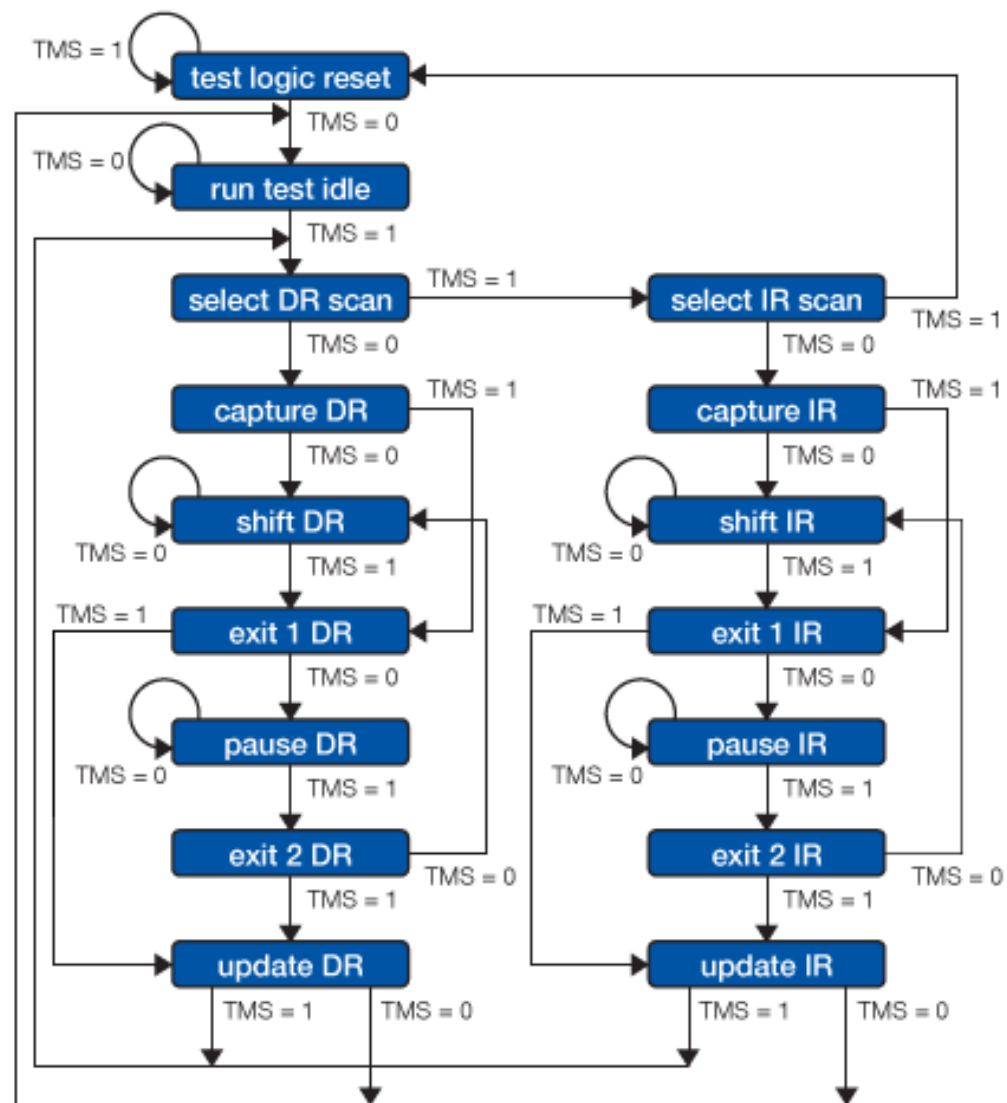 TMS = 1
test logic reset
TMS = 0
TMS = 0
run test idle
TMS = 1
select DR scan
TMS = 1
select IR scan
TMS = 1
TMS = 0
TMS = 0
capture DR
TMS = 1
capture IR
TMS = 1
TMS = 0
TMS = 0
shift DR
shift IR
TMS = 0
TMS = 1
TMS = 0
TMS = 1
TMS = 1
exit 1 DR
TMS = 1
exit 1 IR
TMS = 0
TMS = 0
pause DR
pause IR
TMS = 0
TMS = 1
TMS = 0
TMS = 1
exit 2 DR
TMS = 0
exit 2 IR
TMS = 0
TMS = 1
TMS = 1
update DR
update IR
TMS = 1
TMS = 0
TMS = 1
TMS = 0